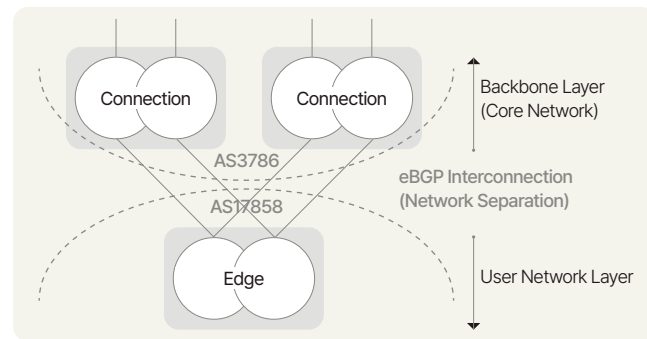 Connection
Connection
Backbone Layer
(Core Network)
AS3786
eBGP Interconnection
(Network Separation)
AS17858
Edge
User Network Layer